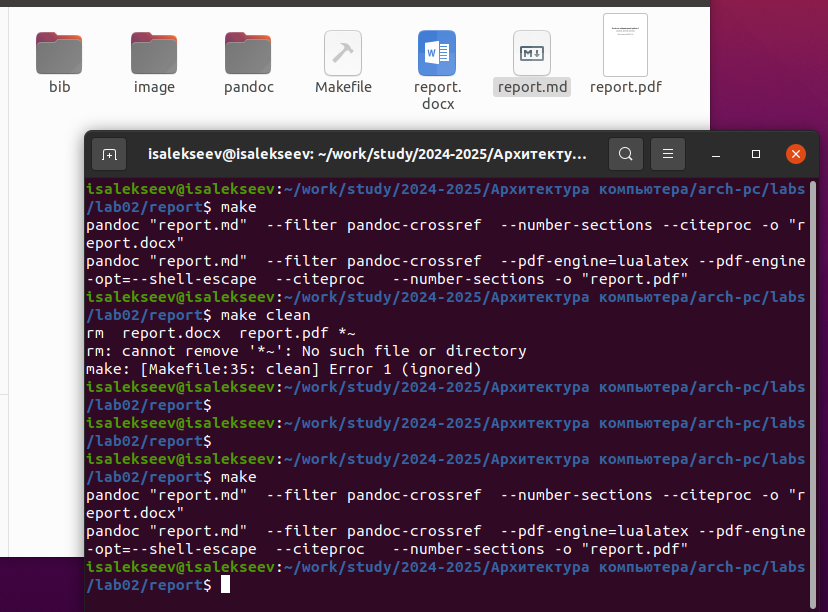 bib
image
pandoc
Makefile
report.
docx
report.md
report.pdf
isalekseev@isalekseev: ~/work/study/2024-2025/Архитекту...
isalekseev@isalekseev:~/work/study/2024-2025/Архитектура компьютера/arch-pc/labs
/lab02/report$ make
pandoc "report.md"  --filter pandoc-crossref  --number-sections --citeproc -o "r
eport.docx"
pandoc "report.md"  --filter pandoc-crossref  --pdf-engine=lualatex --pdf-engine
-opt=--shell-escape  --citeproc   --number-sections -o "report.pdf"
isalekseev@isalekseev:~/work/study/2024-2025/Архитектура компьютера/arch-pc/labs
/lab02/report$ make clean
rm  report.docx  report.pdf *~
rm: cannot remove '*~': No such file or directory
make: [Makefile:35: clean] Error 1 (ignored)
isalekseev@isalekseev:~/work/study/2024-2025/Архитектура компьютера/arch-pc/labs
/lab02/report$
isalekseev@isalekseev:~/work/study/2024-2025/Архитектура компьютера/arch-pc/labs
/lab02/report$
isalekseev@isalekseev:~/work/study/2024-2025/Архитектура компьютера/arch-pc/labs
/lab02/report$ make
pandoc "report.md"  --filter pandoc-crossref  --number-sections --citeproc -o "r
eport.docx"
pandoc "report.md"  --filter pandoc-crossref  --pdf-engine=lualatex --pdf-engine
-opt=--shell-escape  --citeproc   --number-sections -o "report.pdf"
isalekseev@isalekseev:~/work/study/2024-2025/Архитектура компьютера/arch-pc/labs
/lab02/report$